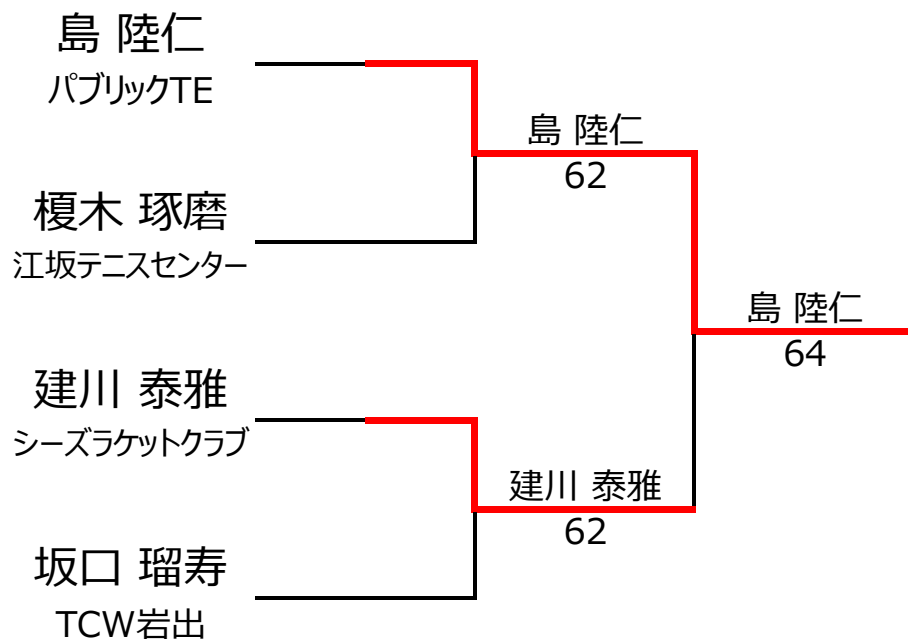 島 陸仁
パブリックTE
島 陸仁
62
榎木 琢磨
江坂テニスセンター
島 陸仁
64
建川 泰雅
シーズラケットクラブ
建川 泰雅
62
坂口 瑠寿
TCW岩出